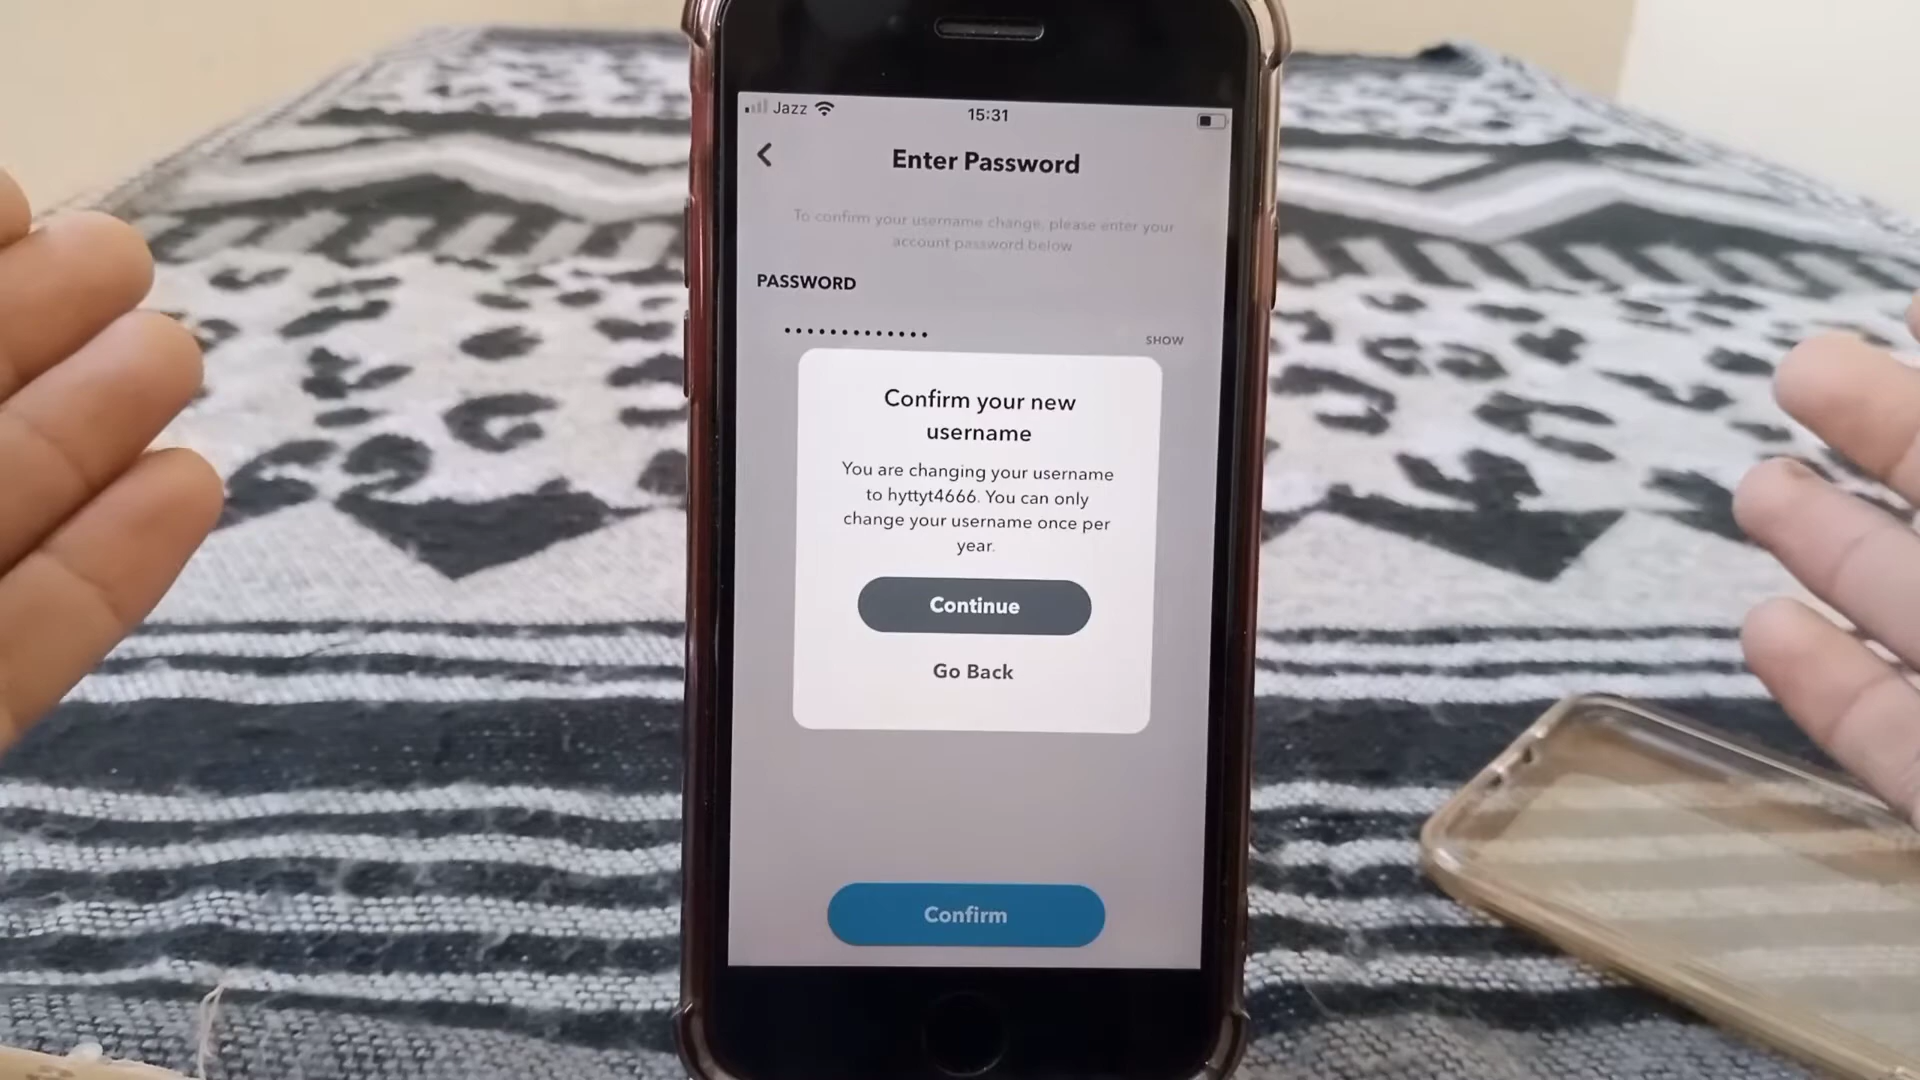 Jazz
15:31
Enter Password
To confirm your username change, please enter your
account password below
PASSWORD
SHOW
Confirm your new
username
You are changing your username
to hyttyt4666. You can only
change your username once per
year.
Continue
Go Back
Confirm